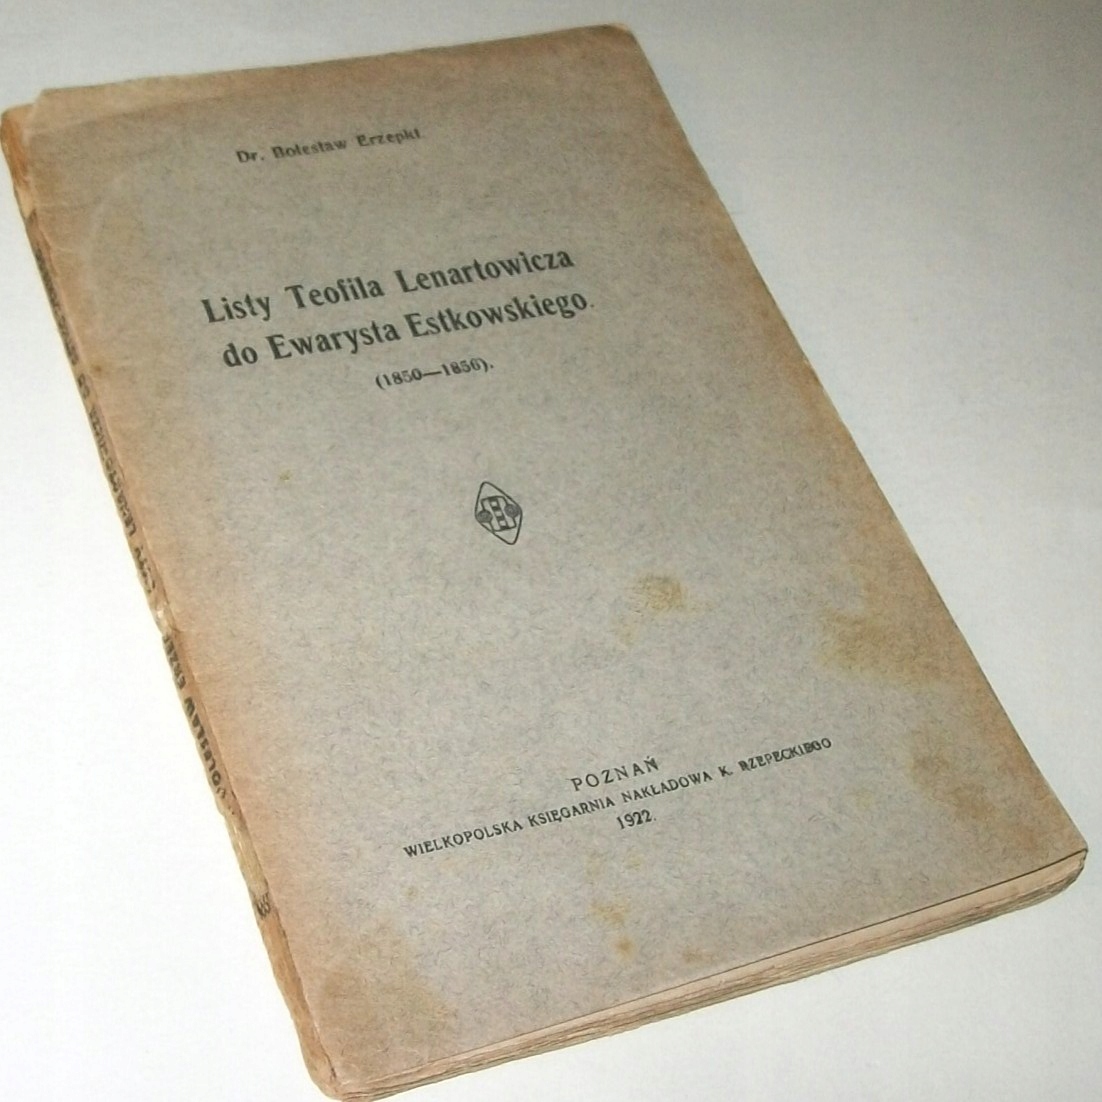 Dr. Bolesław Erzepki
Listy Teofila Lenartowicza
do Ewarysta Estkowskiego.
(1850—1856).
POZNAŃ
WIELKOPOLSKA KSIĘGARNIA NAKŁADOWA K. RZEPECKIEGO
1922.